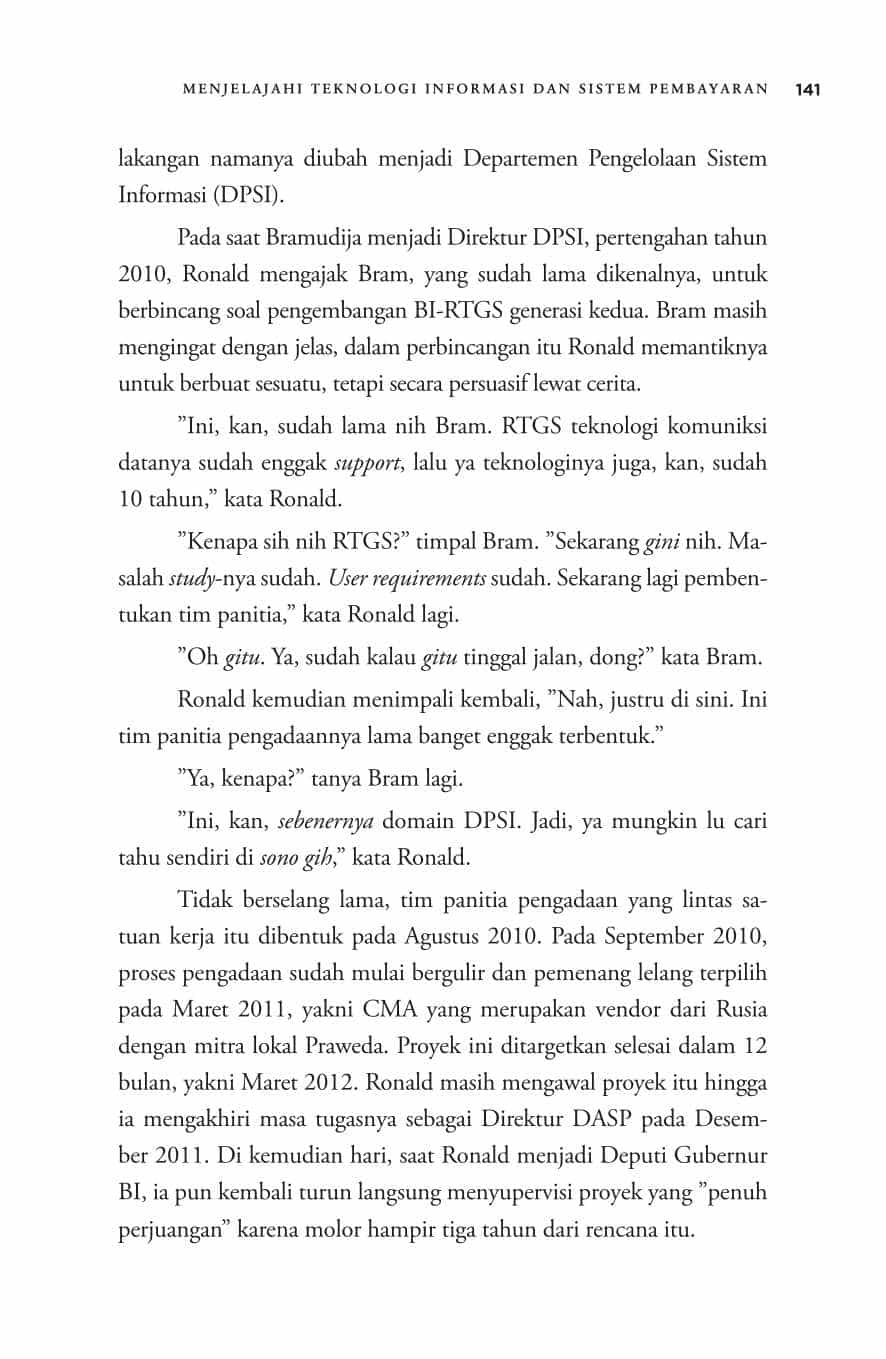 MENJELAJAHI TEKNOLOGI INFORMASI DAN SISTEM PEMBAYARAN 141
lakangan namanya diubah menjadi Departemen Pengelolaan Sistem
Informasi (DPSI).
Pada saat Bramudija menjadi Direktur DPSI, pertengahan tahun
2010, Ronald mengajak Bram, yang sudah lama dikenalnya, untuk
berbincang soal pengembangan BI-RTGS generasi kedua. Bram masih
mengingat dengan jelas, dalam perbincangan itu Ronald memantiknya
untuk berbuat sesuatu, tetapi secara persuasif lewat cerita.
”Ini, kan, sudah lama nih Bram. RTGS teknologi komuniksi
datanya sudah enggak support, lalu ya teknologinya juga, kan, sudah
10 tahun,” kata Ronald.
”Kenapa sih nih RTGS?” timpal Bram. ”Sekarang gini nih. Ma-
salah study-nya sudah. User requirements sudah. Sekarang lagi pemben-
tukan tim panitia,” kata Ronald lagi.
”Oh gitu. Ya, sudah kalau gitu tinggal jalan, dong?” kata Bram.
Ronald kemudian menimpali kembali, ”Nah, justru di sini. Ini
tim panitia pengadaannya lama banget enggak terbentuk.”
”Ya, kenapa?” tanya Bram lagi.
”Ini, kan, sebenernya domain DPSI. Jadi, ya mungkin lu cari
tahu sendiri di sono gih,” kata Ronald.
Tidak berselang lama, tim panitia pengadaan yang lintas sa-
tuan kerja itu dibentuk pada Agustus 2010. Pada September 2010,
proses pengadaan sudah mulai bergulir dan pemenang lelang terpilih
pada Maret 2011, yakni CMA yang merupakan vendor dari Rusia
dengan mitra lokal Praweda. Proyek ini ditargetkan selesai dalam 12
bulan, yakni Maret 2012. Ronald masih mengawal proyek itu hingga
ia mengakhiri masa tugasnya sebagai Direktur DASP pada Desem-
ber 2011. Di kemudian hari, saat Ronald menjadi Deputi Gubernur
BI, ia pun kembali turun langsung menyupervisi proyek yang ”penuh
perjuangan” karena molor hampir tiga tahun dari rencana itu.